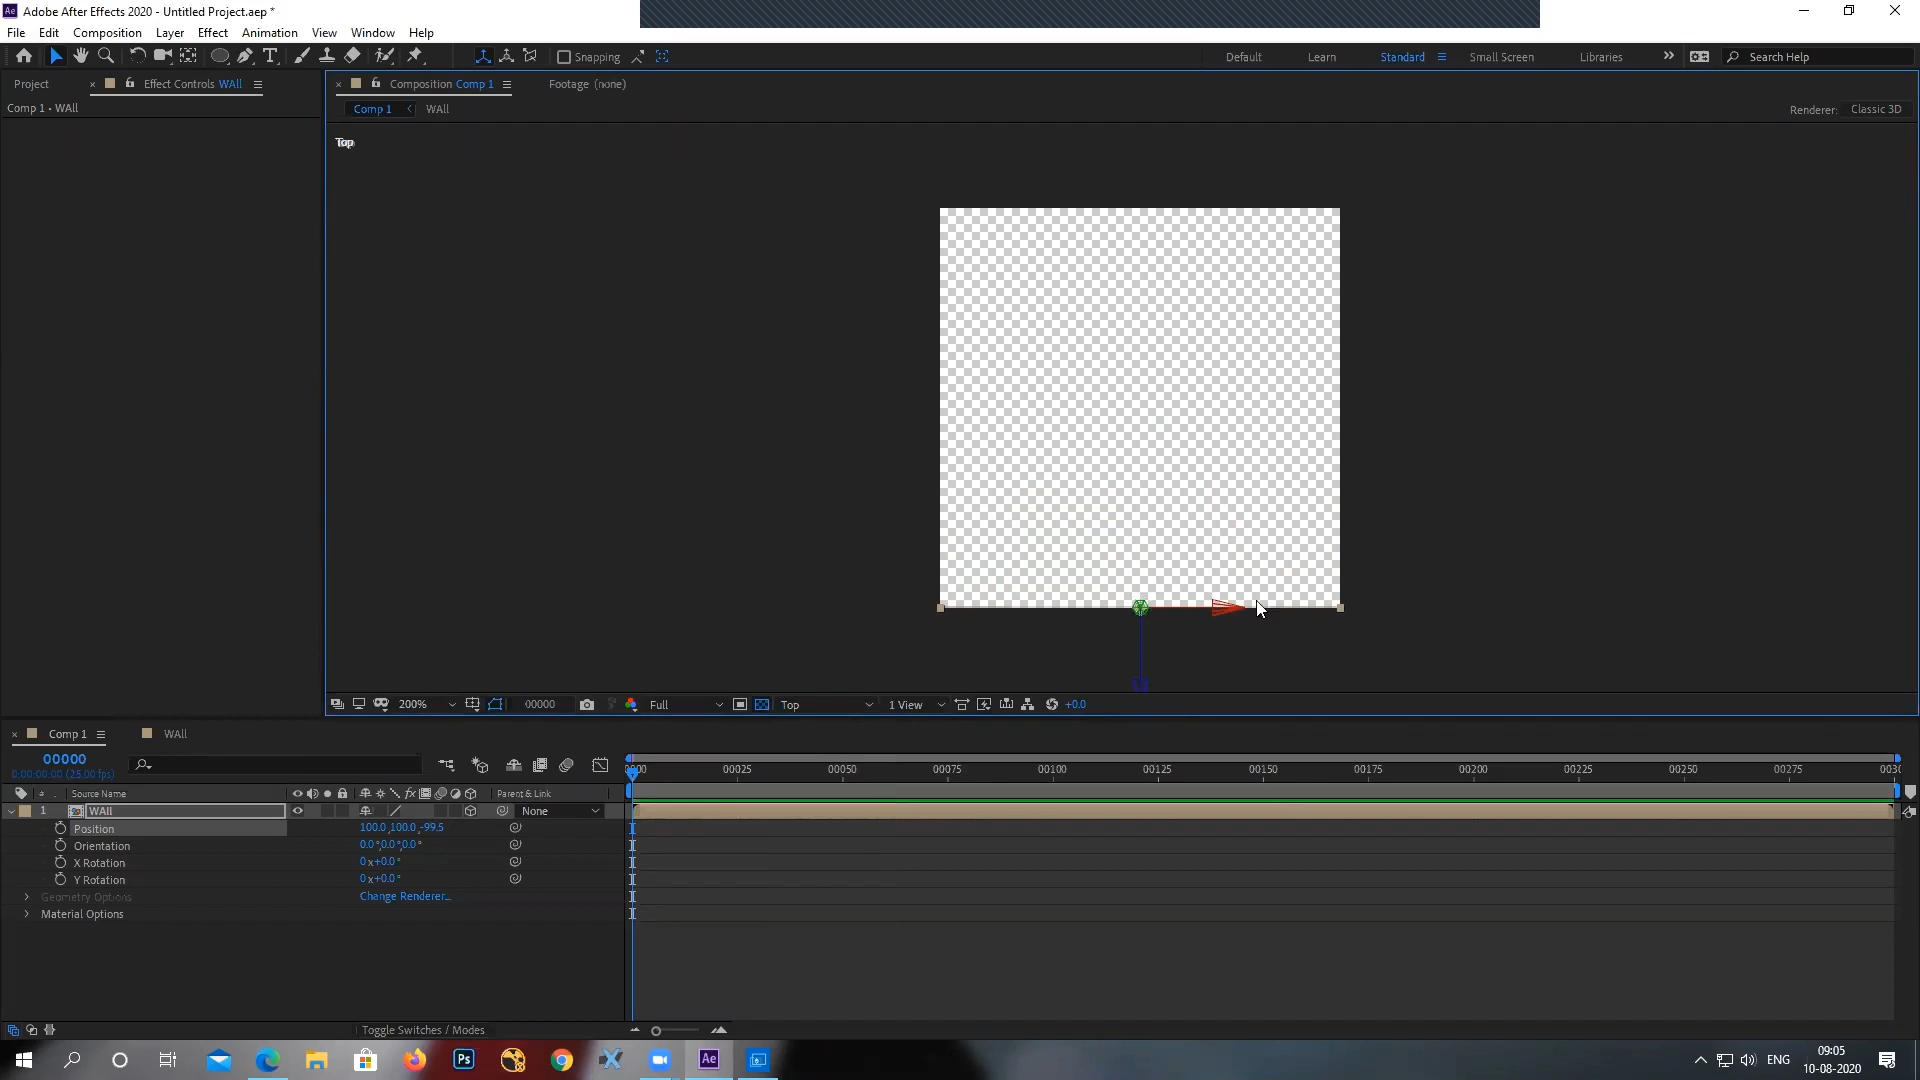 Adobe After Effects 2020 - Untitled Project.aep *
File Edit Composition Layer Effect Animation View Window Help
Snapping Default Learn Standard Small Screen Libraries Search Help
Project Effect Controls WAll Composition Comp 1 Footage (none)
Comp 1 • WAll Comp 1 WAll Renderer: Classic 3D
Top
200% 00000 Full Top 1 View +0.0
Comp 1 WAll
00000
0:00:00:00 (25.00 fps)
00025 00050 00075 00100 00125 00150 00175 00200 00225 00250 00275
# Source Name Parent & Link
1 WAll None
Position 100.0,100.0,-99.5
Orientation 0.0°,0.0°,0.0°
X Rotation 0x+0.0°
Y Rotation 0x+0.0°
Geometry Options Change Renderer...
Material Options
Toggle Switches / Modes
Ps Ae ENG 09:05
10-08-2020